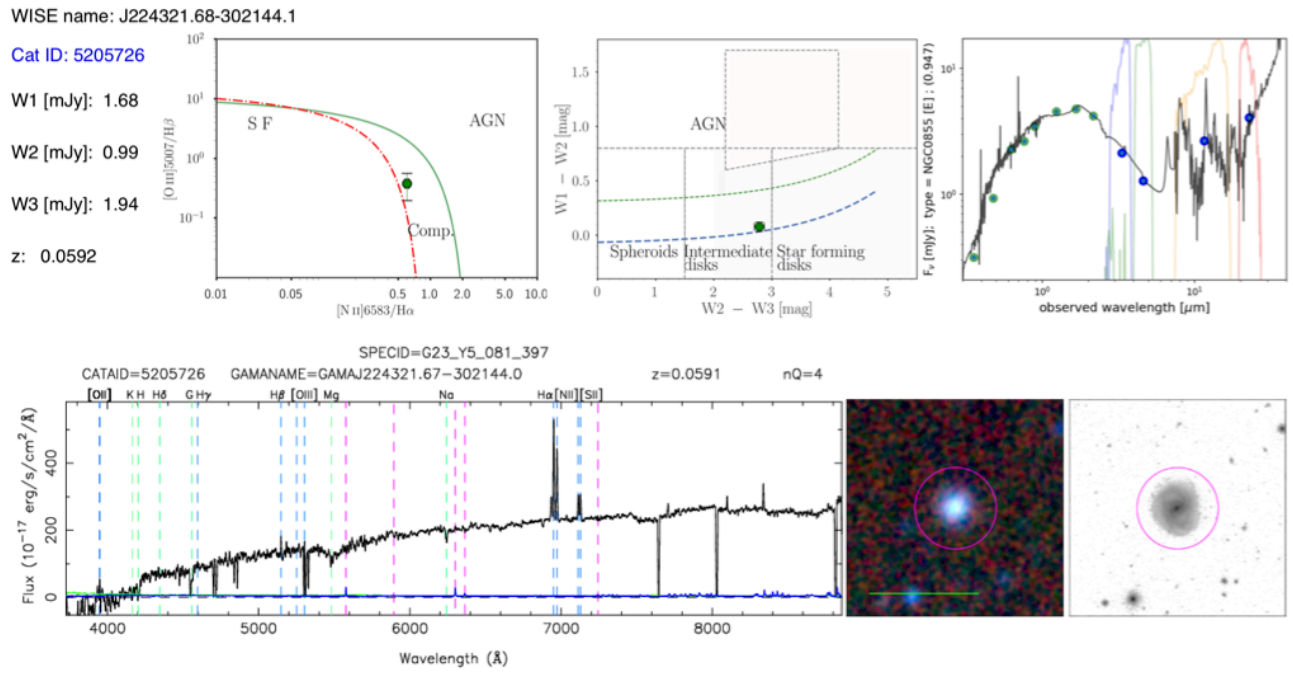 WISE name: J224321.68-302144.1
Cat ID: 5205726
W1 [mJy]: 1.68
W2 [mJy]: 0.99
W3 [mJy]: 1.94
z: 0.0592
10²
10¹
10⁰
10⁻¹
[O III]5007/Hβ
S F
AGN
Comp.
0.01 0.05 0.5 1.0 2.0 5.0 10.0
[N II]6583/Hα
1.5
1.0
0.5
0.0
W1 − W2 [mag]
AGN
Spheroids Intermediate Star forming
disks disks
0 1 2 3 4 5
W2 − W3 [mag]
Fᵥ [mJy]; type = NGC0855 [E] ; (0.947)
10¹
10⁰
10⁰ 10¹
observed wavelength [μm]
SPECID=G23_Y5_081_397
CATAID=5205726 GAMANAME=GAMAJ224321.67−302144.0 z=0.0591 nQ=4
[OII] K H Hδ G Hγ Hβ [OIII] Mg Na Hα [NII] [SII]
Flux (10⁻¹⁷ erg/s/cm²/Å)
400
200
0
4000 5000 6000 7000 8000
Wavelength (Å)